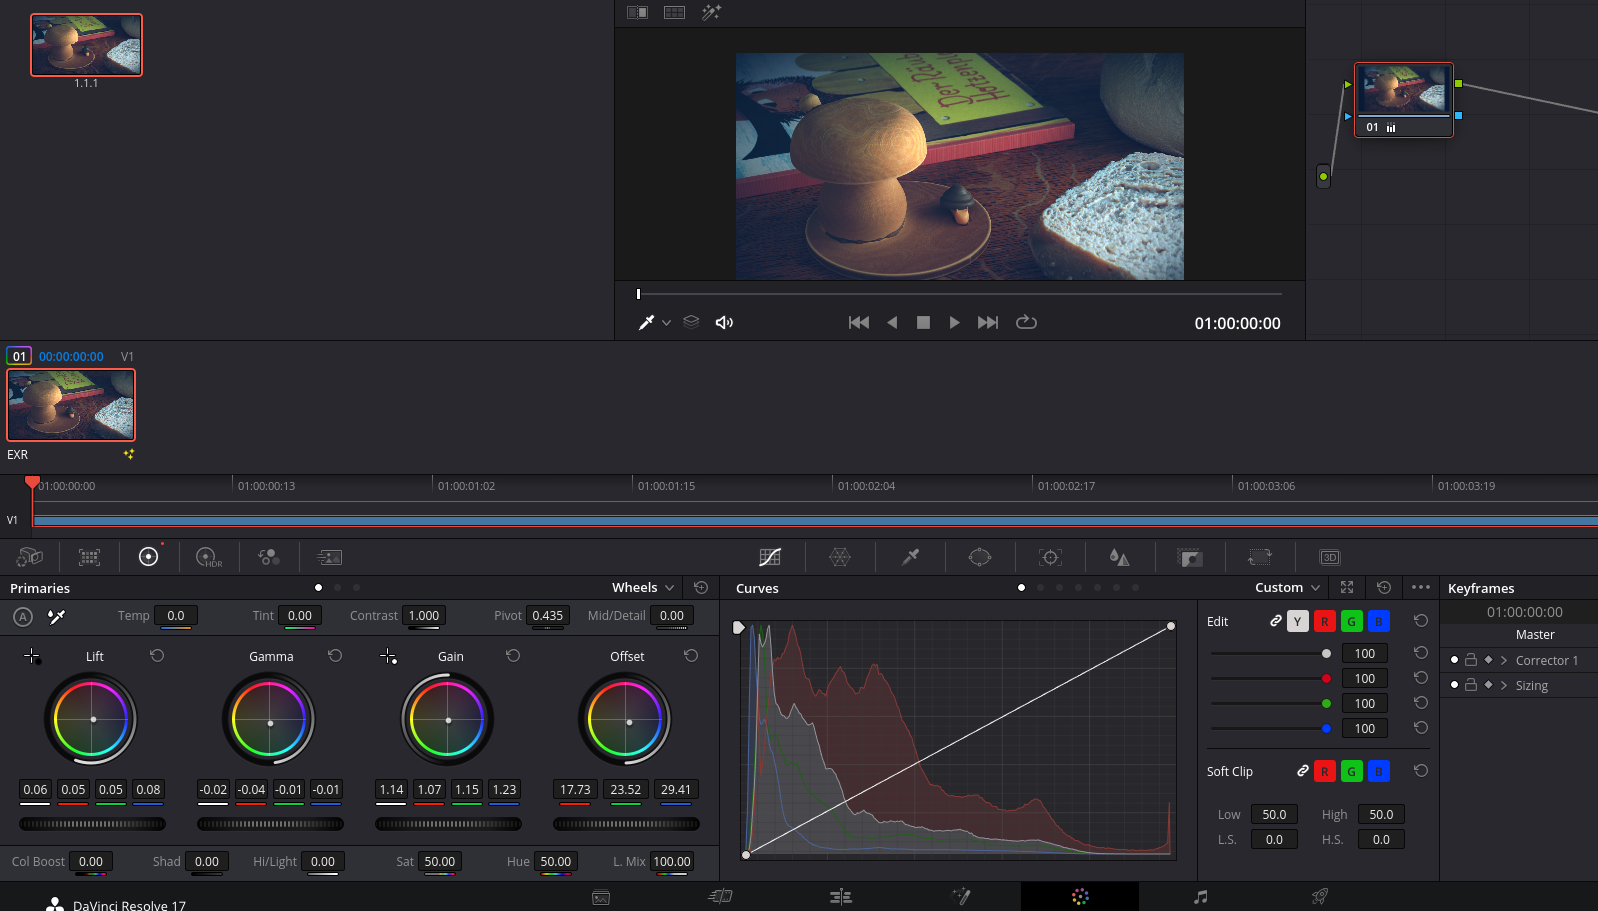 1.1.1
Der Räub
Hotzenpl
01
01:00:00:00
01 00:00:00:00 V1
EXR
01:00:00:00 01:00:00:13 01:00:01:02 01:00:01:15 01:00:02:04 01:00:02:17 01:00:03:06 01:00:03:19
V1
HDR
3D
Primaries
Wheels
A
Temp 0.0 Tint 0.00 Contrast 1.000 Pivot 0.435 Mid/Detail 0.00
Lift Gamma Gain Offset
0.06 0.05 0.05 0.08 -0.02 -0.04 -0.01 -0.01 1.14 1.07 1.15 1.23 17.73 23.52 29.41
Col Boost 0.00 Shad 0.00 Hi/Light 0.00 Sat 50.00 Hue 50.00 L. Mix 100.00
Curves
Custom
Edit Y R G B
100
100
100
100
Soft Clip R G B
Low 50.0 High 50.0
L.S. 0.0 H.S. 0.0
Keyframes
01:00:00:00
Master
Corrector 1
Sizing
DaVinci Resolve 17